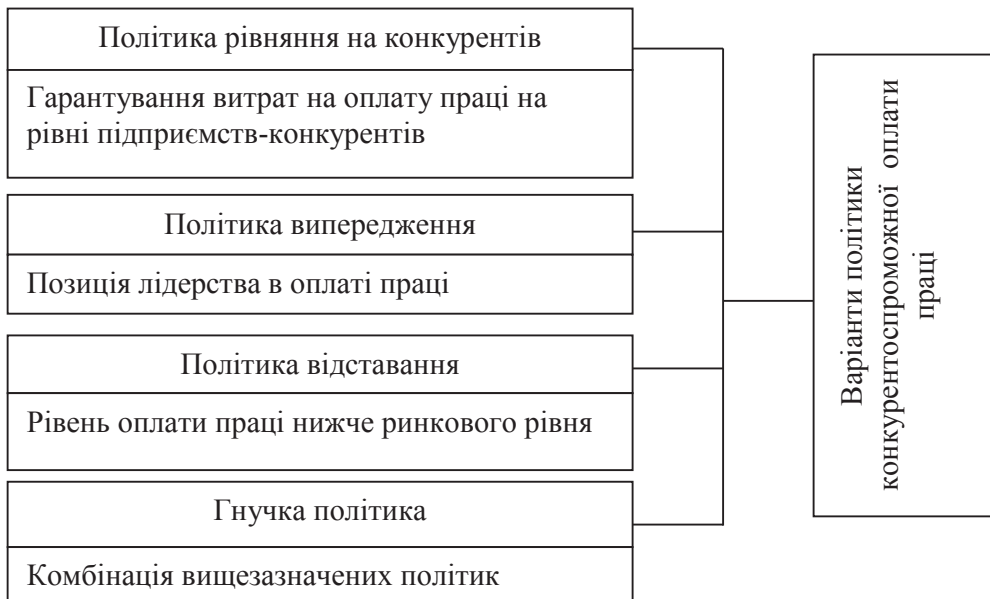 Політика рівняння на конкурентів
Гарантування витрат на оплату праці на
рівні підприємств-конкурентів
Політика випередження
Позиція лідерства в оплаті праці
Політика відставання
Рівень оплати праці нижче ринкового рівня
Гнучка політика
Комбінація вищезазначених політик
Варіанти політики
конкурентоспроможної оплати
праці